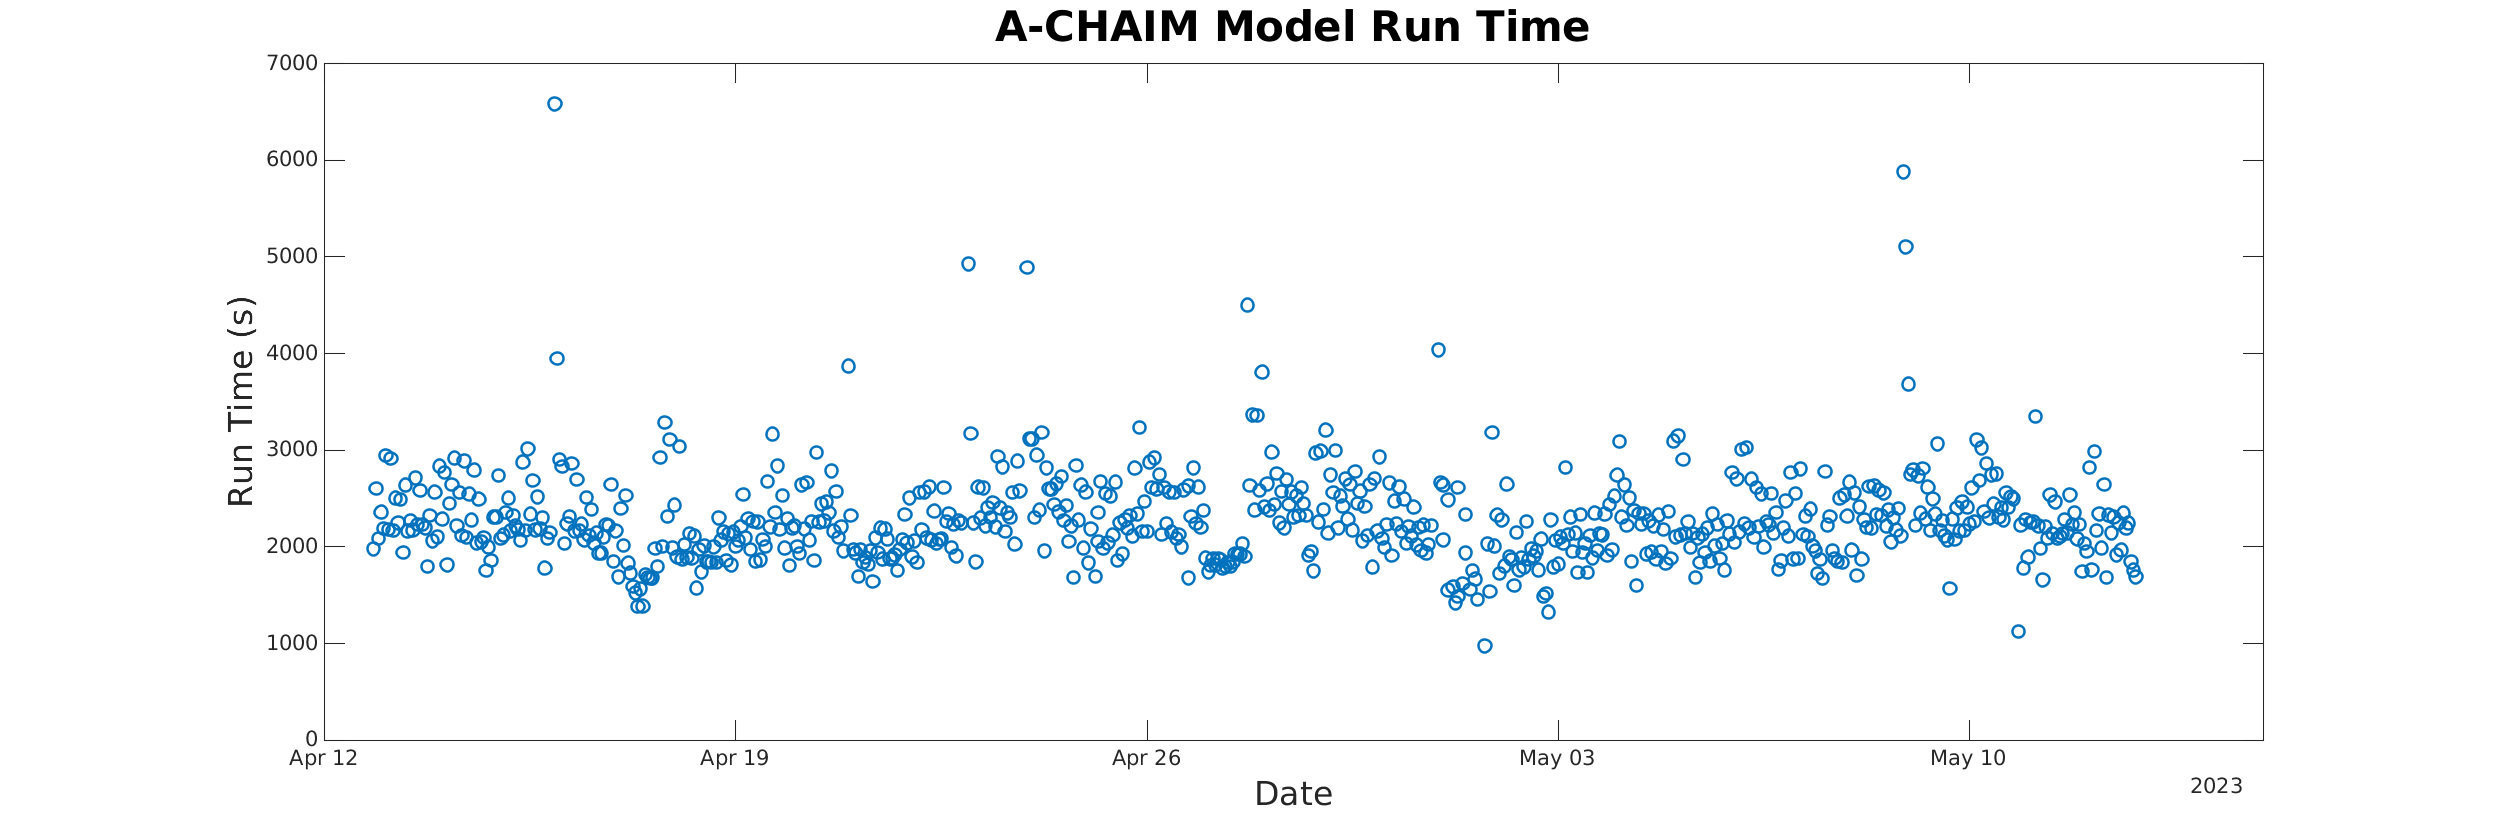 A-CHAIM Model Run Time
7000
6000
5000
4000
3000
2000
1000
0
Run Time (s)
Apr 12
Apr 19
Apr 26
May 03
May 10
2023
Date